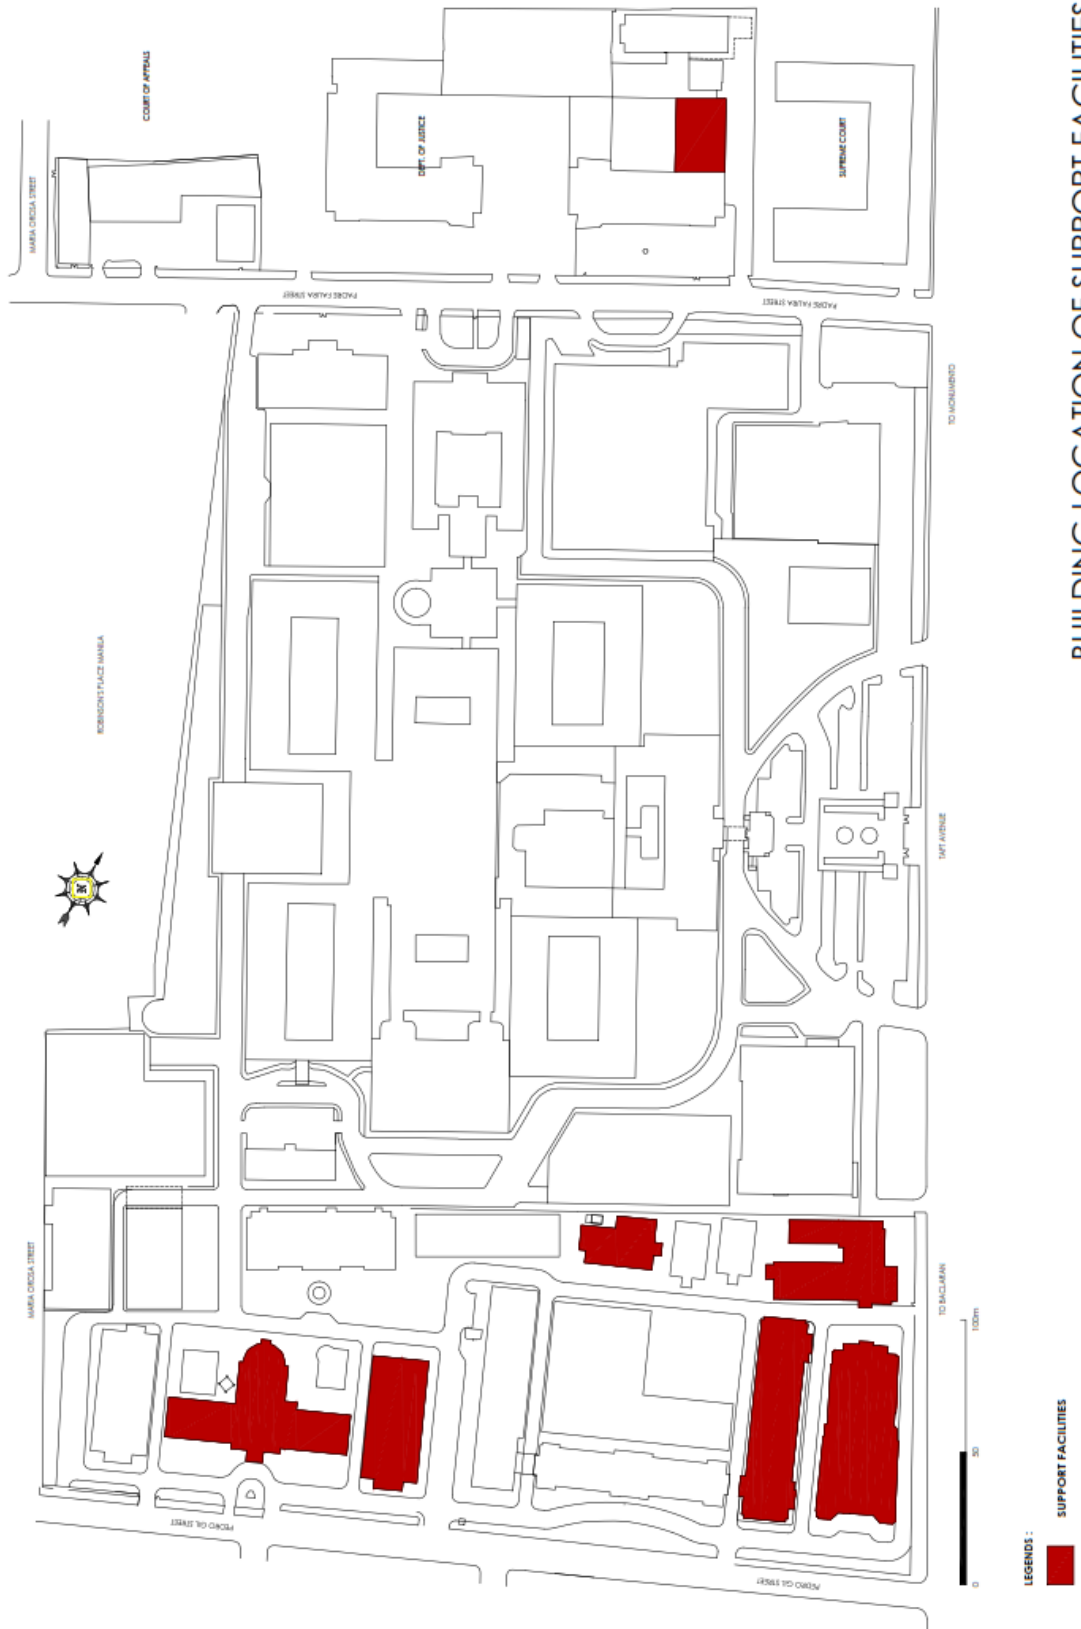 BUILDING LOCATION OF SUPPORT FACILITIES
COURT OF APPEALS
MARIA OROSA STREET
DEPT. OF JUSTICE
SUPREME COURT
PADRE FAURA STREET
PADRE FAURA STREET
TO MONUMENTO
ROBINSON'S PLACE MANILA
TAFT AVENUE
MARIA OROSA STREET
TO BACLARAN
PEDRO GIL STREET
PEDRO GIL STREET
0
50
100m
LEGENDS :
SUPPORT FACILITIES